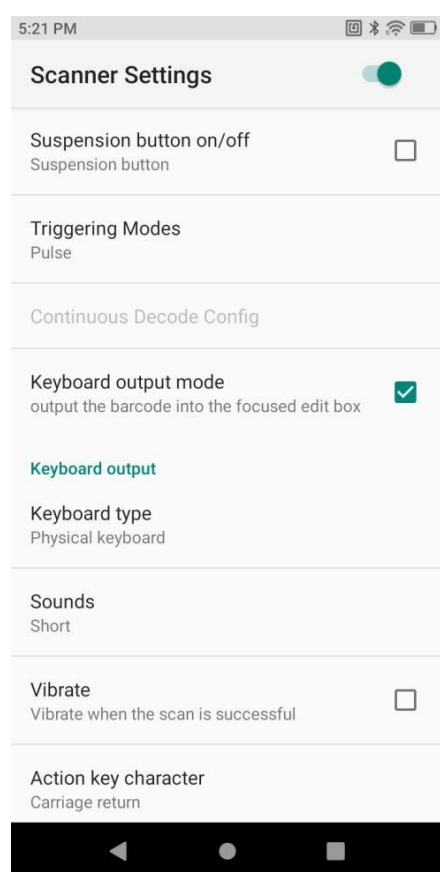 5:21 PM
Scanner Settings
Suspension button on/off
Suspension button
Triggering Modes
Pulse
Continuous Decode Config
Keyboard output mode
output the barcode into the focused edit box
Keyboard output
Keyboard type
Physical keyboard
Sounds
Short
Vibrate
Vibrate when the scan is successful
Action key character
Carriage return